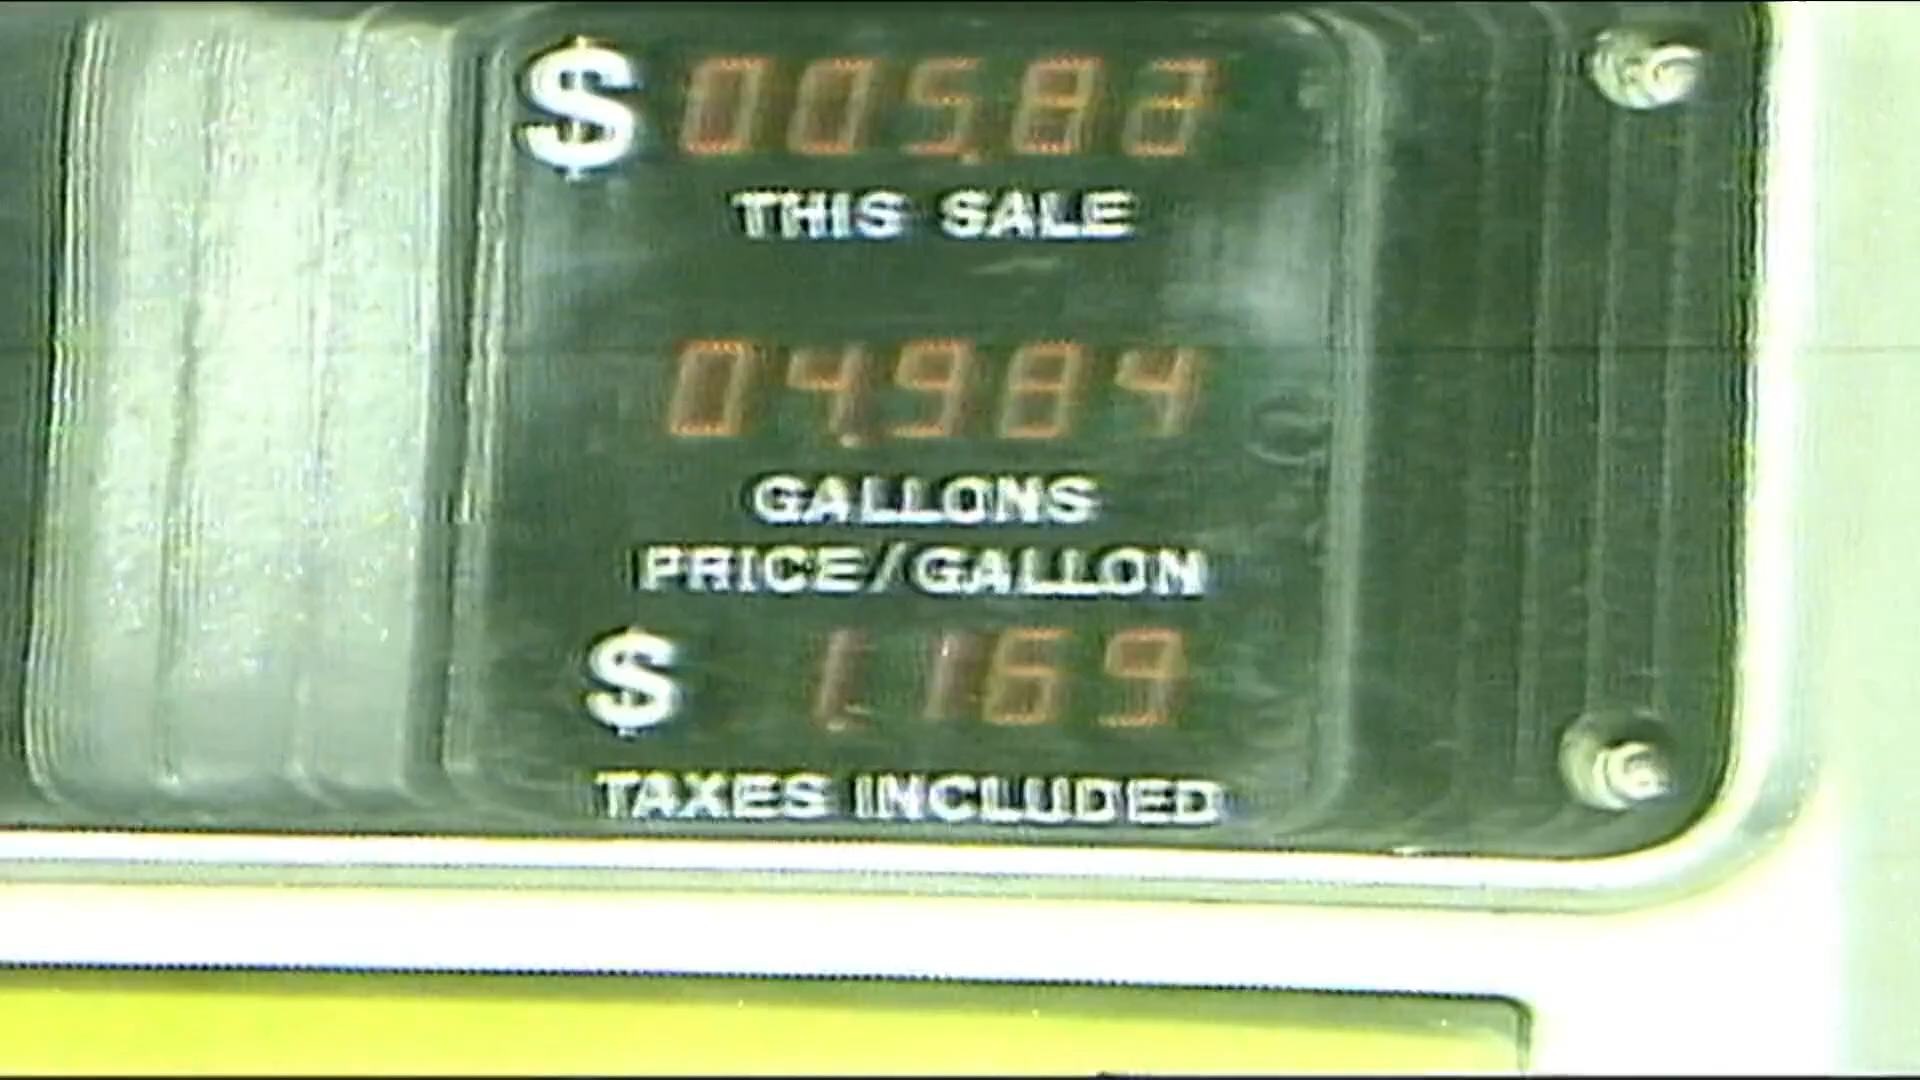 $ 005.82
THIS SALE
04.984
GALLONS
PRICE/GALLON
$ 1.169
TAXES INCLUDED